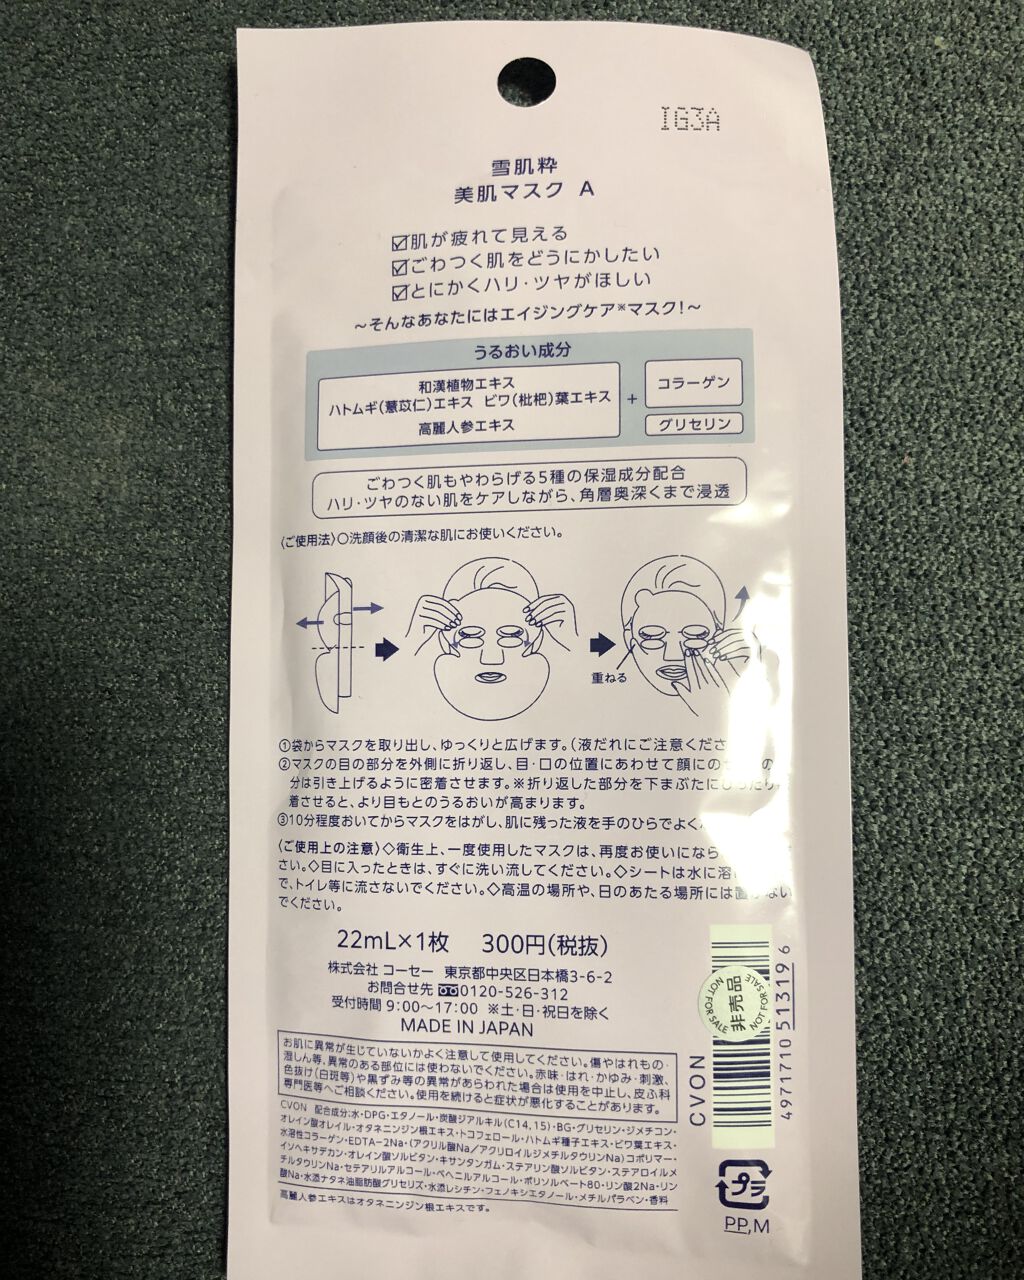 IG3A
雪肌粋
美肌マスク A
☑肌が疲れて見える
☑ごわつく肌をどうにかしたい
☑とにかくハリ・ツヤがほしい
～そんなあなたにはエイジングケア※マスク！～
うるおい成分
和漢植物エキス
ハトムギ（薏苡仁）エキス ビワ（枇杷）葉エキス
高麗人参エキス
+
コラーゲン
グリセリン
ごわつく肌もやわらげる5種の保湿成分配合
ハリ・ツヤのない肌をケアしながら、角層奥深くまで浸透
〈ご使用法〉○洗顔後の清潔な肌にお使いください。
重ねる
①袋からマスクを取り出し、ゆっくりと広げます。（液だれにご注意くださ
②マスクの目の部分を外側に折り返し、目・口の位置にあわせて顔にの
分は引き上げるように密着させます。※折り返した部分を下まぶたに
着させると、より目もとのうるおいが高まります。
③10分程度おいてからマスクをはがし、肌に残った液を手のひらでよく
〈ご使用上の注意〉◇衛生上、一度使用したマスクは、再度お使いになら
さい。◇目に入ったときは、すぐに洗い流してください。◇シートは水に溶
で、トイレ等に流さないでください。◇高温の場所や、日のあたる場所には置かない
でください。
22mL×1枚 300円（税抜）
株式会社 コーセー 東京都中央区日本橋3-6-2
お問合せ先 0120-526-312
受付時間 9:00〜17:00 ※土・日・祝日を除く
MADE IN JAPAN
お肌に異常が生じていないかよく注意して使用してください。傷やはれもの・
湿しん等、異常のある部位には使わないでください。赤味・はれ・かゆみ・刺激、
色抜け（白斑等）や黒ずみ等の異常があらわれた場合は使用を中止し、皮ふ科
専門医等へご相談ください。使用を続けると症状が悪化することがあります。
CVON 配合成分:水・DPG・エタノール・炭酸ジアルキル（C14,15）・BG・グリセリン・ジメチコン・
オレイン酸オレイル・オタネニンジン根エキス・トコフェロール・ハトムギ種子エキス・ビワ葉エキス・
水溶性コラーゲン・EDTA-2Na・（アクリル酸Na／アクリロイルジメチルタウリンNa）コポリマー・
イソヘキサデカン・オレイン酸ソルビタン・キサンタンガム・ステアリン酸ソルビタン・ステアロイルメ
チルタウリンNa・セテアリルアルコール・ベヘニルアルコール・ポリソルベート80・リン酸2Na・リン
酸Na・水添ナタネ油脂肪酸グリセリズ・水添レシチン・フェノキシエタノール・メチルパラベン・香料
高麗人参エキスはオタネニンジン根エキスです。
CVON
NOT FOR SALE
非売品
NOT FOR SALE
4971710 513196
プラ
PP,M